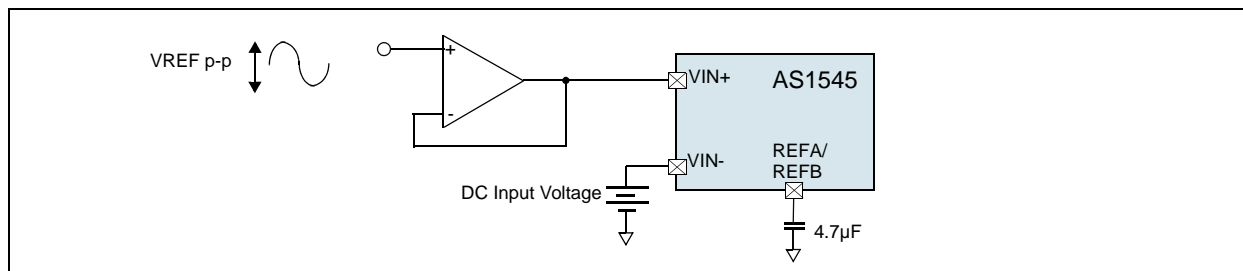 VREF p-p
+
-
VIN+
AS1545
VIN-
REFA/
REFB
DC Input Voltage
4.7µF